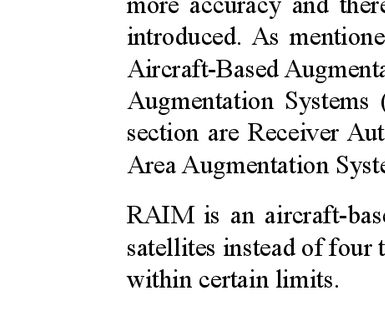 more accuracy and there
introduced. As mentione
Aircraft-Based Augmenta
Augmentation Systems (
section are Receiver Aut
Area Augmentation Syste
RAIM is an aircraft-base
satellites instead of four t
within certain limits.